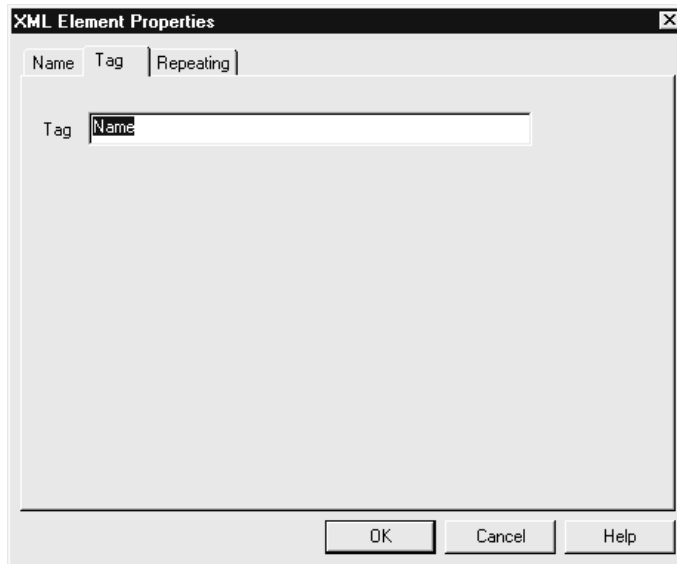 XML Element Properties
Name Tag Repeating
Tag Name
OK Cancel Help